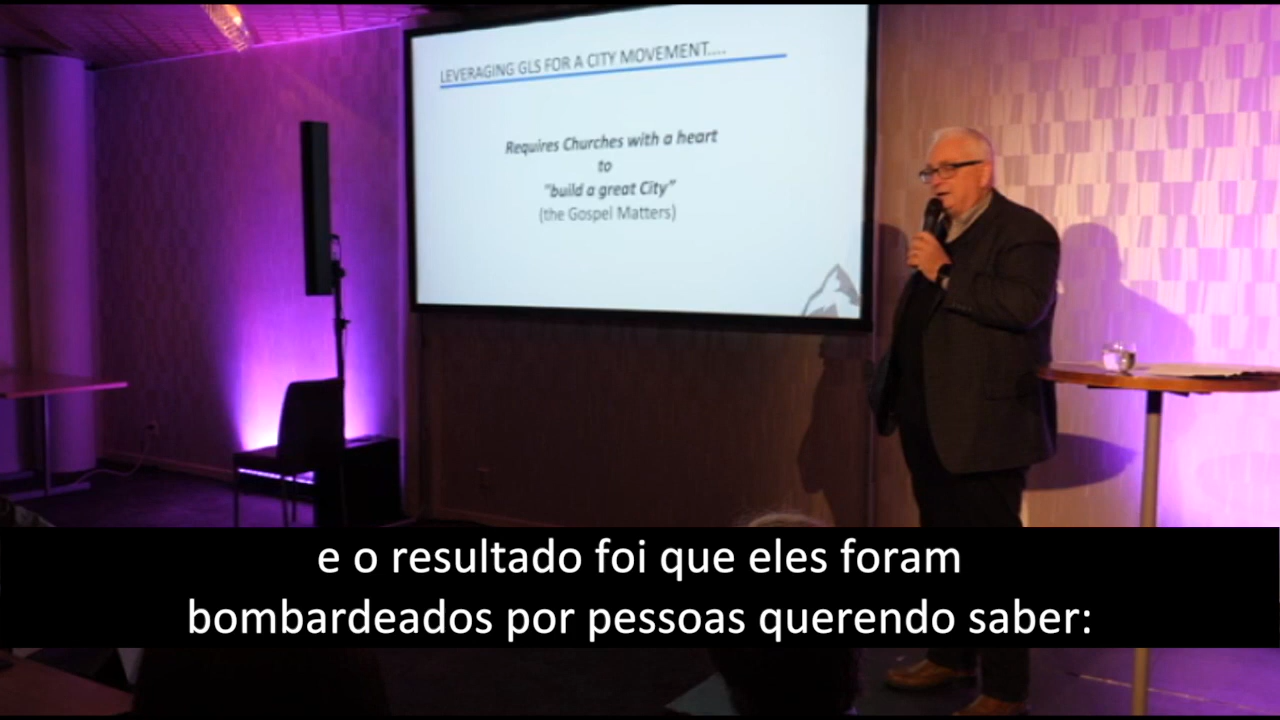 LEVERAGING GLS FOR A CITY MOVEMENT....
Requires Churches with a heart
to
"build a great City"
(the Gospel Matters)
e o resultado foi que eles foram
bombardeados por pessoas querendo saber: